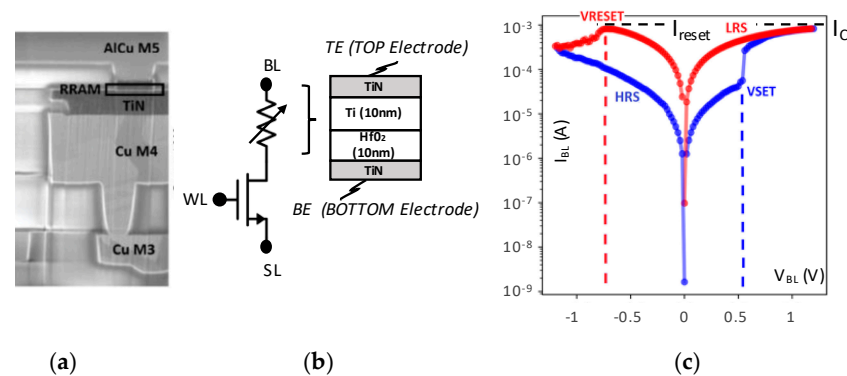 AlCu M5
RRAM
TiN
Cu M4
Cu M3
(a)
TE (TOP Electrode)
BL
TiN
Ti (10nm)
HfO₂
(10nm)
TiN
WL
BE (BOTTOM Electrode)
SL
(b)
VRESET
Ireset
LRS
IC
HRS
VSET
IBL (A)
VBL (V)
10⁻³
10⁻⁴
10⁻⁵
10⁻⁶
10⁻⁷
10⁻⁸
10⁻⁹
-1
-0.5
0
0.5
1
(c)